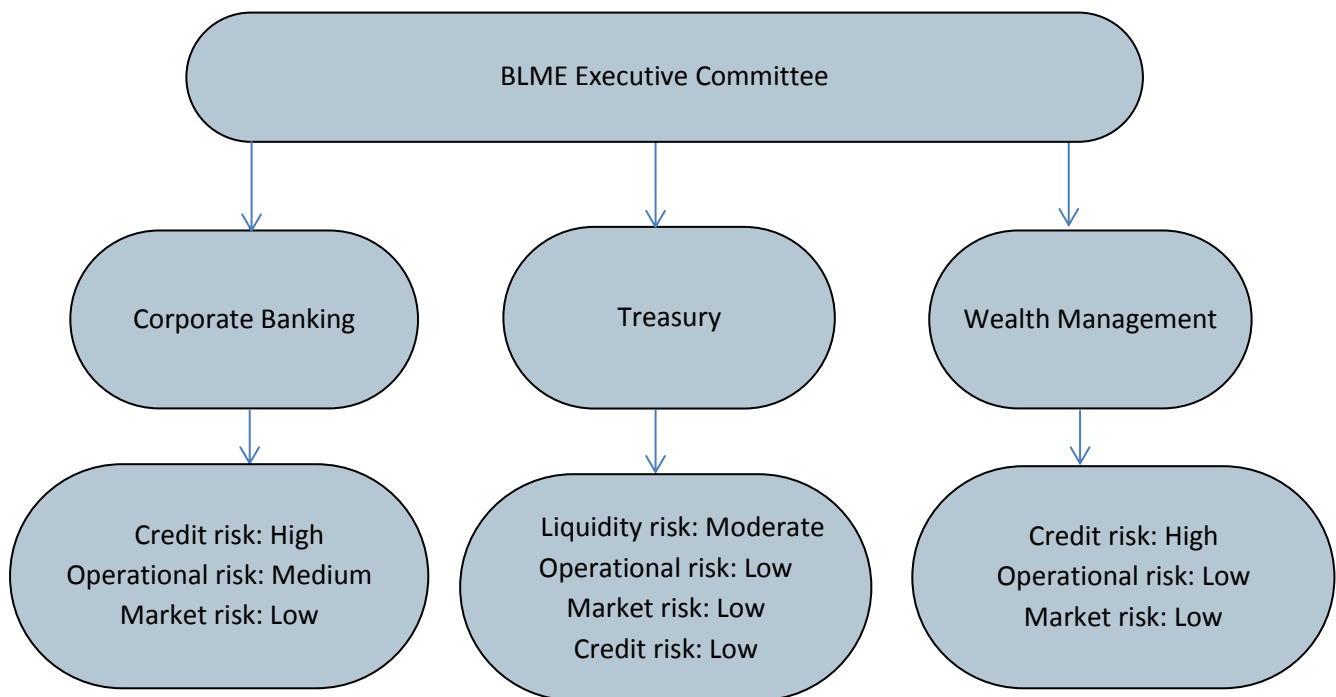 BLME Executive Committee
Corporate Banking
Treasury
Wealth Management
Credit risk: High
Operational risk: Medium
Market risk: Low
Liquidity risk: Moderate
Operational risk: Low
Market risk: Low
Credit risk: Low
Credit risk: High
Operational risk: Low
Market risk: Low